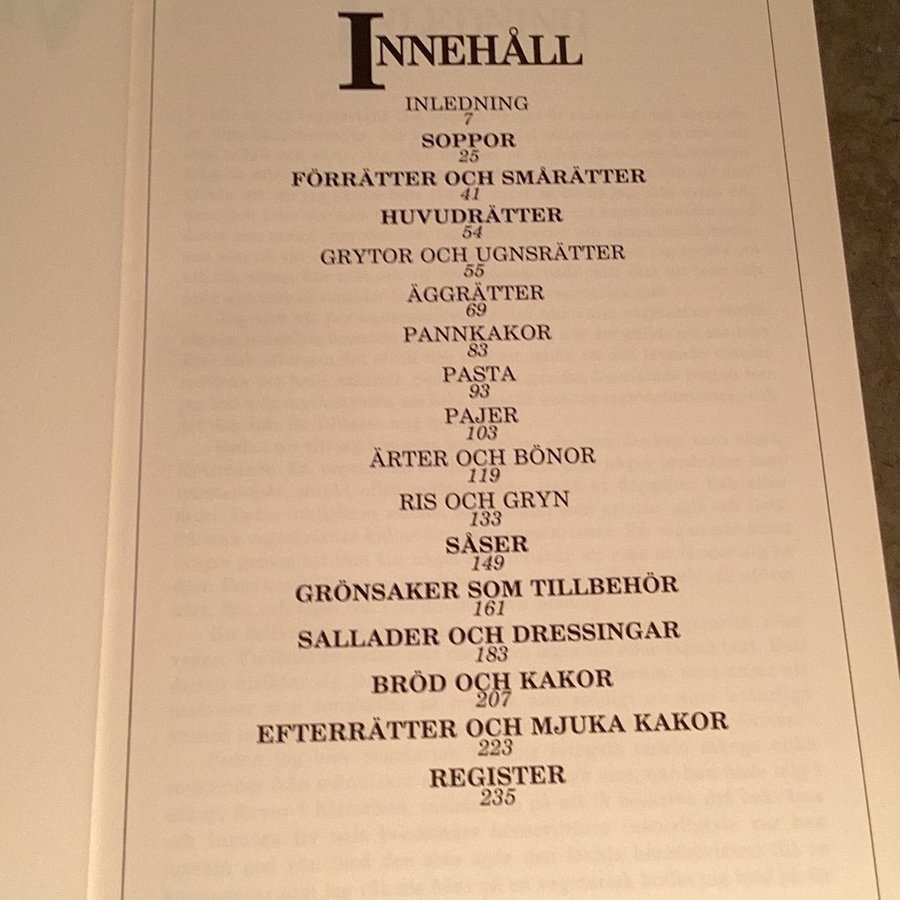 INNEHÅLL
INLEDNING
7
SOPPOR
25
FÖRRÄTTER OCH SMÅRÄTTER
41
HUVUDRÄTTER
54
GRYTOR OCH UGNSRÄTTER
55
ÄGGRÄTTER
69
PANNKAKOR
83
PASTA
93
PAJER
103
ÄRTER OCH BÖNOR
119
RIS OCH GRYN
133
SÅSER
149
GRÖNSAKER SOM TILLBEHÖR
161
SALLADER OCH DRESSINGAR
183
BRÖD OCH KAKOR
207
EFTERRÄTTER OCH MJUKA KAKOR
223
REGISTER
235